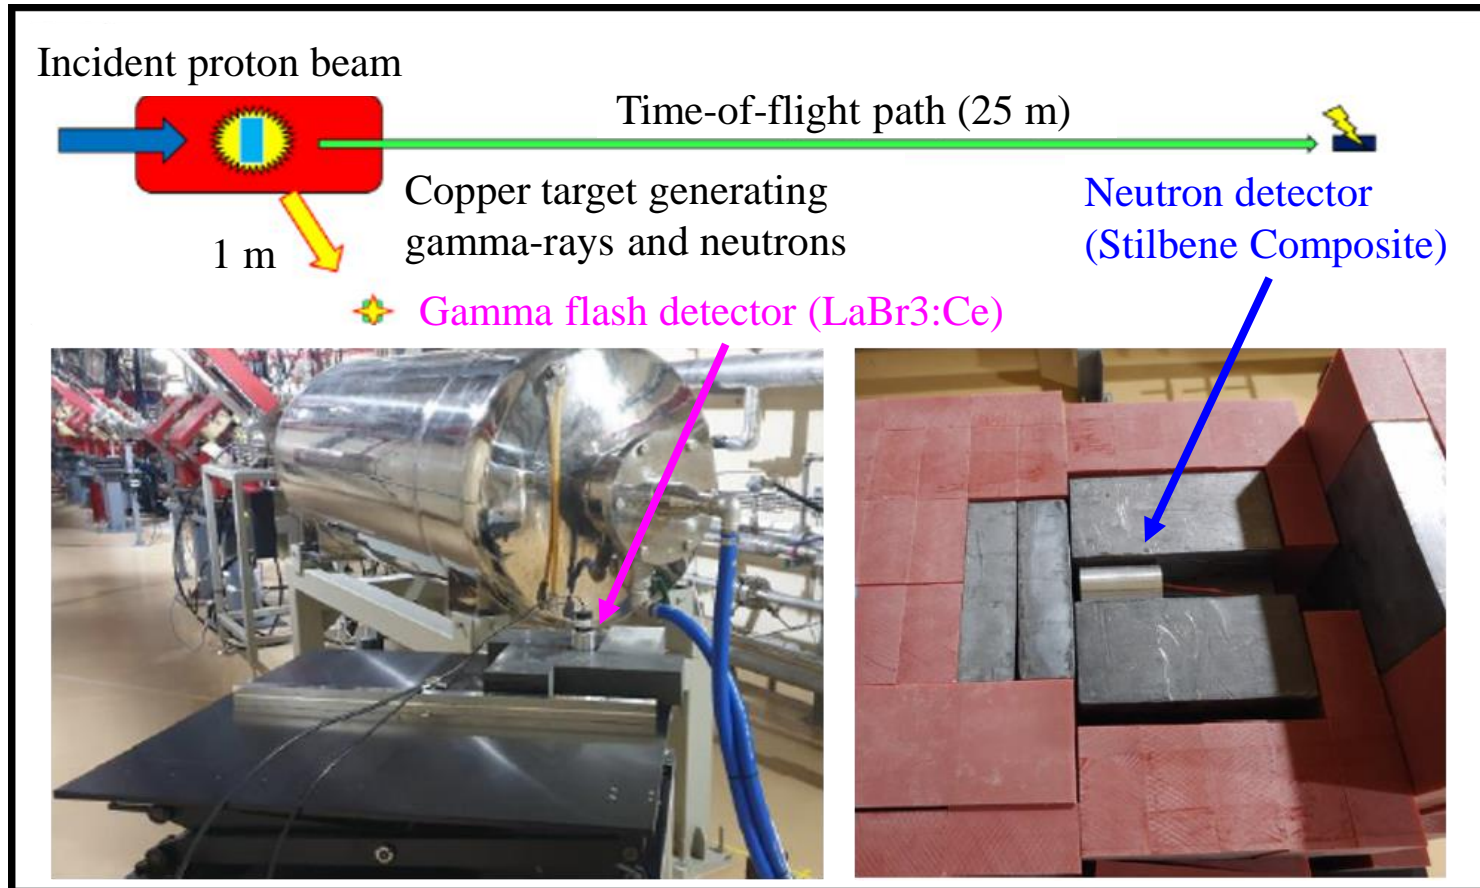 Incident proton beam
Time-of-flight path (25 m)
Copper target generating
gamma-rays and neutrons
1 m
Neutron detector
(Stilbene Composite)
Gamma flash detector (LaBr3:Ce)